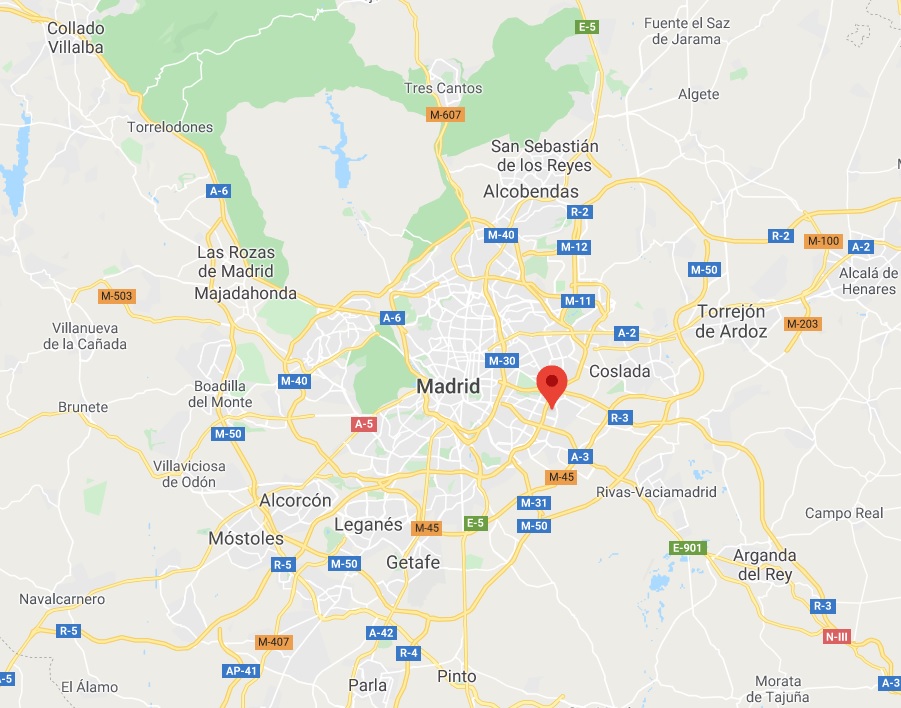 Collado
Villalba
E-5
Fuente el Saz
de Jarama
Tres Cantos
Algete
M-607
Torrelodones
San Sebastián
de los Reyes
Alcobendas
A-6
R-2
M-40
M-12
R-2
M-100
A-2
Las Rozas
de Madrid
Majadahonda
M-50
Alcalá de
Henares
M-503
M-11
Torrejón
de Ardoz
A-6
A-2
M-203
Villanueva
de la Cañada
M-30
Coslada
M-40
Madrid
Boadilla
del Monte
Brunete
R-3
A-5
M-50
A-3
Villaviciosa
de Odón
M-45
Rivas-Vaciamadrid
Alcorcón
M-31
Campo Real
Leganés
M-45
E-5
M-50
Móstoles
E-901
Arganda
del Rey
R-5
M-50
Getafe
Navalcarnero
R-3
R-5
A-42
N-III
M-407
R-4
AP-41
Pinto
-5
El Álamo
Parla
Morata
de Tajuña
A-3